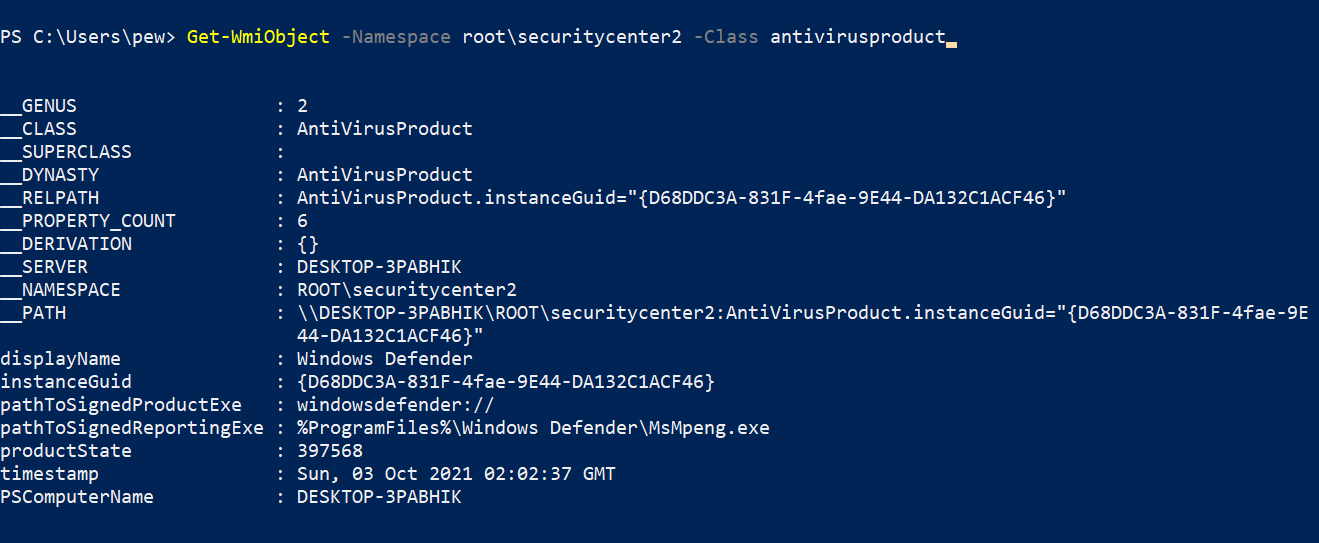 PS C:\Users\pew> Get-WmiObject -Namespace root\securitycenter2 -Class antivirusproduct
__GENUS                 : 2
__CLASS                 : AntiVirusProduct
__SUPERCLASS            :
__DYNASTY               : AntiVirusProduct
__RELPATH               : AntiVirusProduct.instanceGuid="{D68DDC3A-831F-4fae-9E44-DA132C1ACF46}"
__PROPERTY_COUNT        : 6
__DERIVATION            : {}
__SERVER                : DESKTOP-3PABHIK
__NAMESPACE             : ROOT\securitycenter2
__PATH                  : \\DESKTOP-3PABHIK\ROOT\securitycenter2:AntiVirusProduct.instanceGuid="{D68DDC3A-831F-4fae-9E
                          44-DA132C1ACF46}"
displayName             : Windows Defender
instanceGuid            : {D68DDC3A-831F-4fae-9E44-DA132C1ACF46}
pathToSignedProductExe  : windowsdefender://
pathToSignedReportingExe : %ProgramFiles%\Windows Defender\MsMpeng.exe
productState            : 397568
timestamp               : Sun, 03 Oct 2021 02:02:37 GMT
PSComputerName          : DESKTOP-3PABHIK